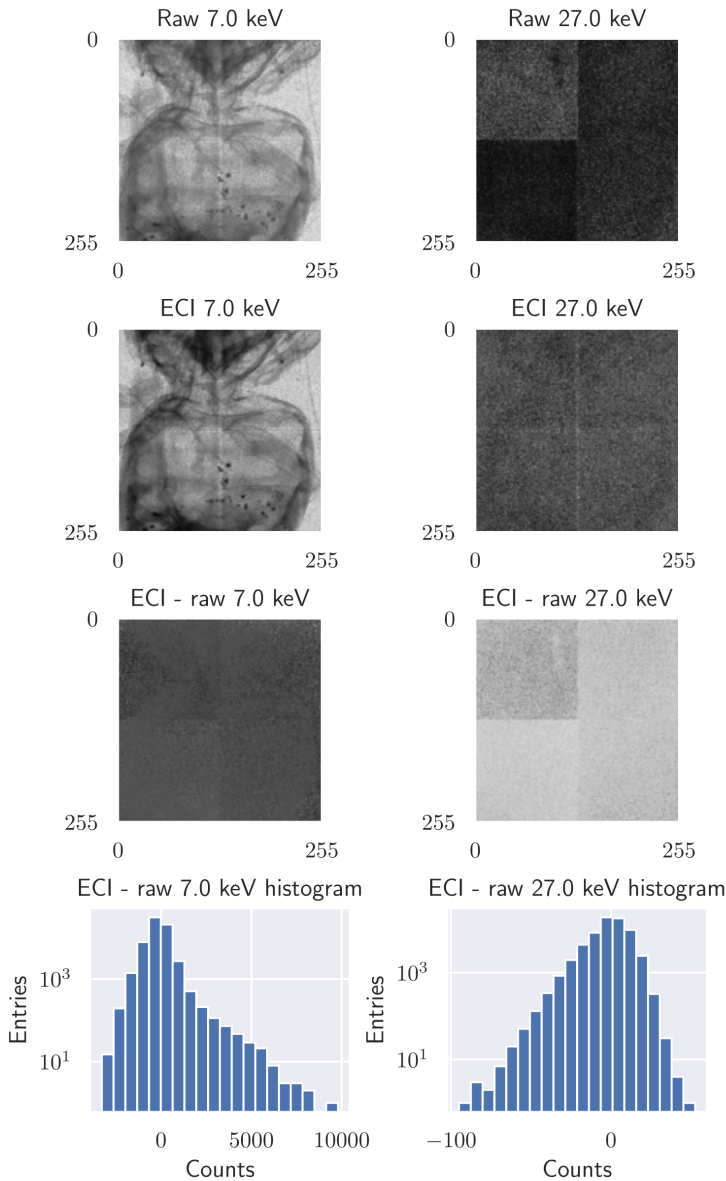 Raw 7.0 keV
Raw 27.0 keV
0
0
255
255
0
255
0
255
ECI 7.0 keV
ECI 27.0 keV
0
0
255
255
0
255
0
255
ECI - raw 7.0 keV
ECI - raw 27.0 keV
0
0
255
255
0
255
0
255
ECI - raw 7.0 keV histogram
ECI - raw 27.0 keV histogram
Entries
10³
10¹
0
5000
10000
Counts
Entries
10³
10¹
−100
0
Counts